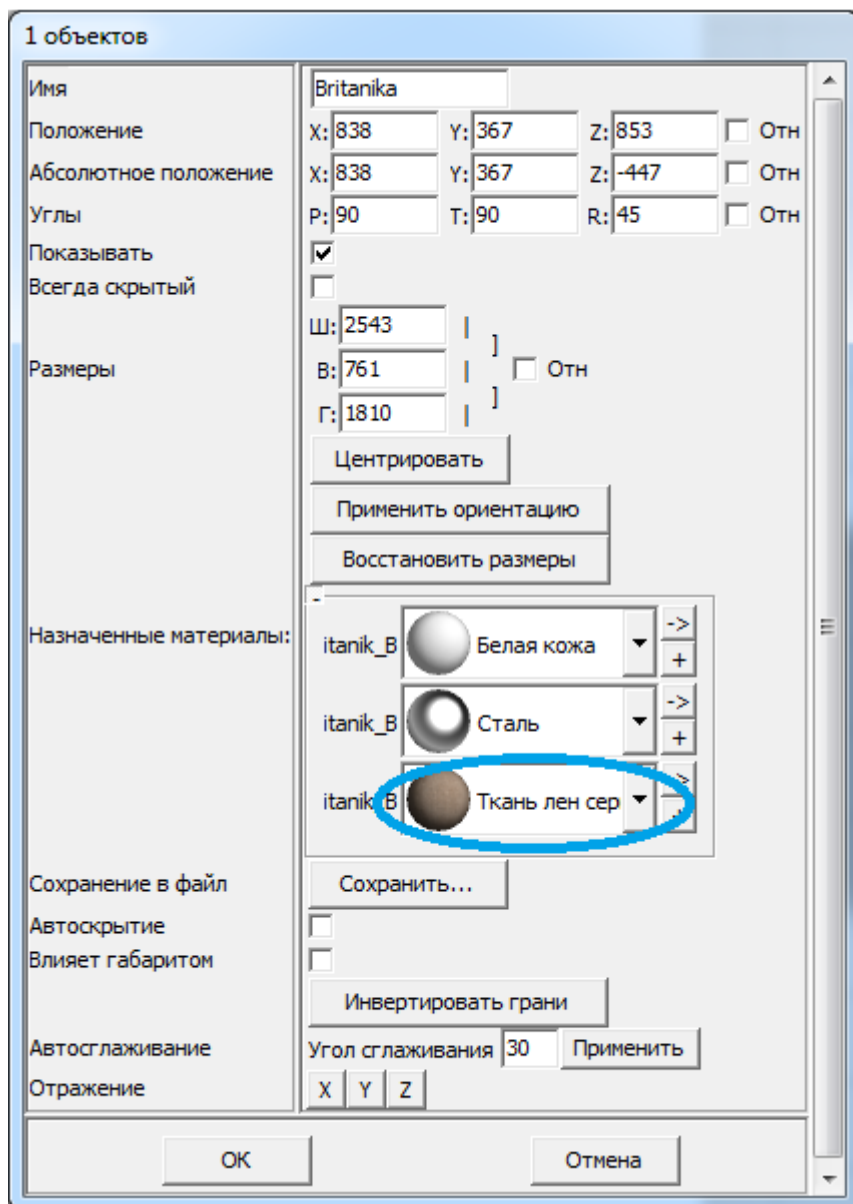 1 объектов
Имя Britanika
Положение X: 838 Y: 367 Z: 853 Отн
Абсолютное положение X: 838 Y: 367 Z: -447 Отн
Углы P: 90 T: 90 R: 45 Отн
Показывать
Всегда скрытый
Ш: 2543 |
Размеры В: 761 | ] Отн
Г: 1810 | ]
Центрировать
Применить ориентацию
Восстановить размеры
-
Назначенные материалы: itanik_B Белая кожа -> +
itanik_B Сталь -> +
itanik_B Ткань лен сер -> +
Сохранение в файл Сохранить...
Автоскрытие
Влияет габаритом
Инвертировать грани
Автосглаживание Угол сглаживания 30 Применить
Отражение X Y Z
OK Отмена